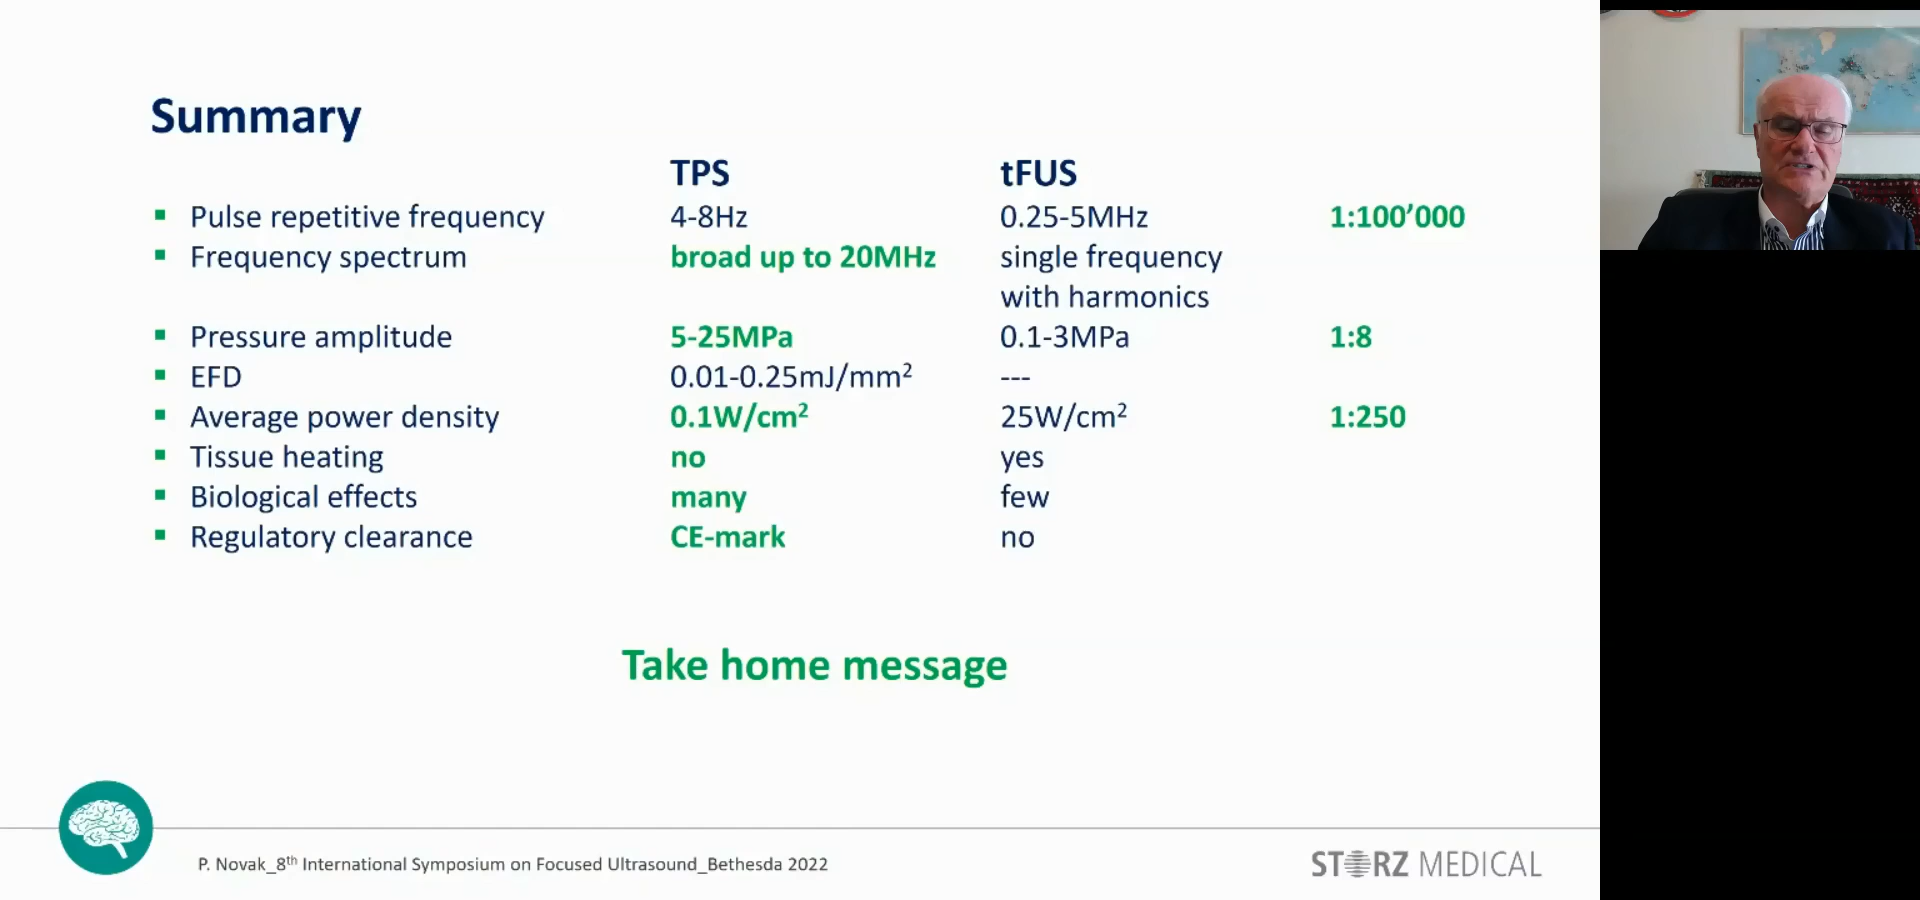 Summary
TPS tFUS
▪ Pulse repetitive frequency 4-8Hz 0.25-5MHz 1:100’000
▪ Frequency spectrum broad up to 20MHz single frequency
with harmonics
▪ Pressure amplitude 5-25MPa 0.1-3MPa 1:8
▪ EFD 0.01-0.25mJ/mm² ---
▪ Average power density 0.1W/cm² 25W/cm² 1:250
▪ Tissue heating no yes
▪ Biological effects many few
▪ Regulatory clearance CE-mark no
Take home message
P. Novak_8th International Symposium on Focused Ultrasound_Bethesda 2022
STORZ MEDICAL